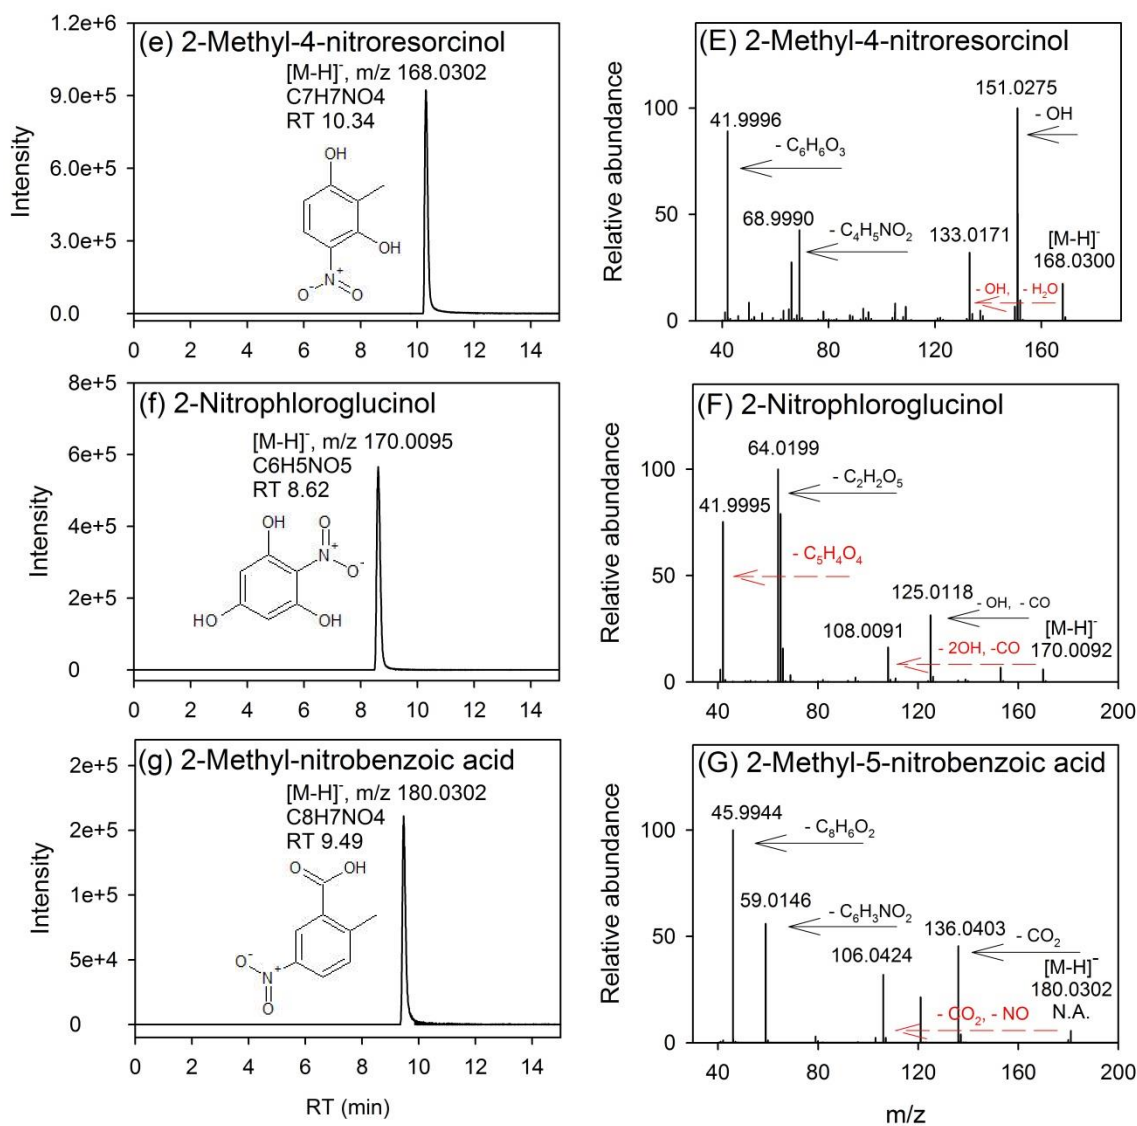 (e) 2-Methyl-4-nitroresorcinol
[M-H]⁻, m/z 168.0302
C7H7NO4
RT 10.34
OH
OH
N⁺
O⁻
O
Intensity
1.2e+6
9.0e+5
6.0e+5
3.0e+5
0.0
0 2 4 6 8 10 12 14
(E) 2-Methyl-4-nitroresorcinol
151.0275
- OH
41.9996
- C₆H₆O₃
68.9990
- C₄H₅NO₂
133.0171
[M-H]⁻
168.0300
- OH, - H₂O
Relative abundance
100
50
0
40 80 120 160
(f) 2-Nitrophloroglucinol
[M-H]⁻, m/z 170.0095
C6H5NO5
RT 8.62
OH
O
N⁺
O⁻
HO
OH
Intensity
8e+5
6e+5
4e+5
2e+5
0
0 2 4 6 8 10 12 14
(F) 2-Nitrophloroglucinol
64.0199
- C₂H₂O₅
41.9995
- C₅H₄O₄
125.0118
- OH, - CO
108.0091
[M-H]⁻
170.0092
- 2OH, -CO
Relative abundance
100
50
0
40 80 120 160 200
(g) 2-Methyl-nitrobenzoic acid
[M-H]⁻, m/z 180.0302
C8H7NO4
RT 9.49
O
OH
O⁻
N⁺
O
Intensity
2e+5
2e+5
1e+5
5e+4
0
0 2 4 6 8 10 12 14
RT (min)
(G) 2-Methyl-5-nitrobenzoic acid
45.9944
- C₈H₆O₂
59.0146
- C₆H₃NO₂
136.0403
- CO₂
106.0424
[M-H]⁻
180.0302
N.A.
- CO₂, - NO
Relative abundance
100
50
0
40 80 120 160 200
m/z